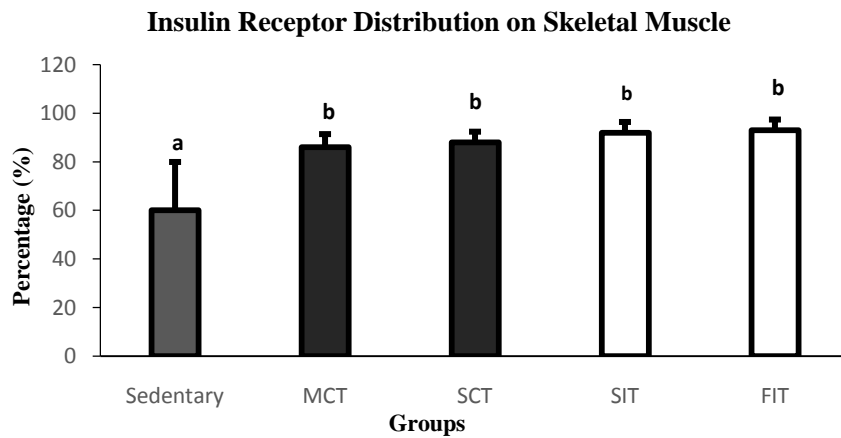 Insulin Receptor Distribution on Skeletal Muscle
Percentage (%)
120
100
80
60
40
20
0
a
b
b
b
b
Sedentary MCT SCT SIT FIT
Groups